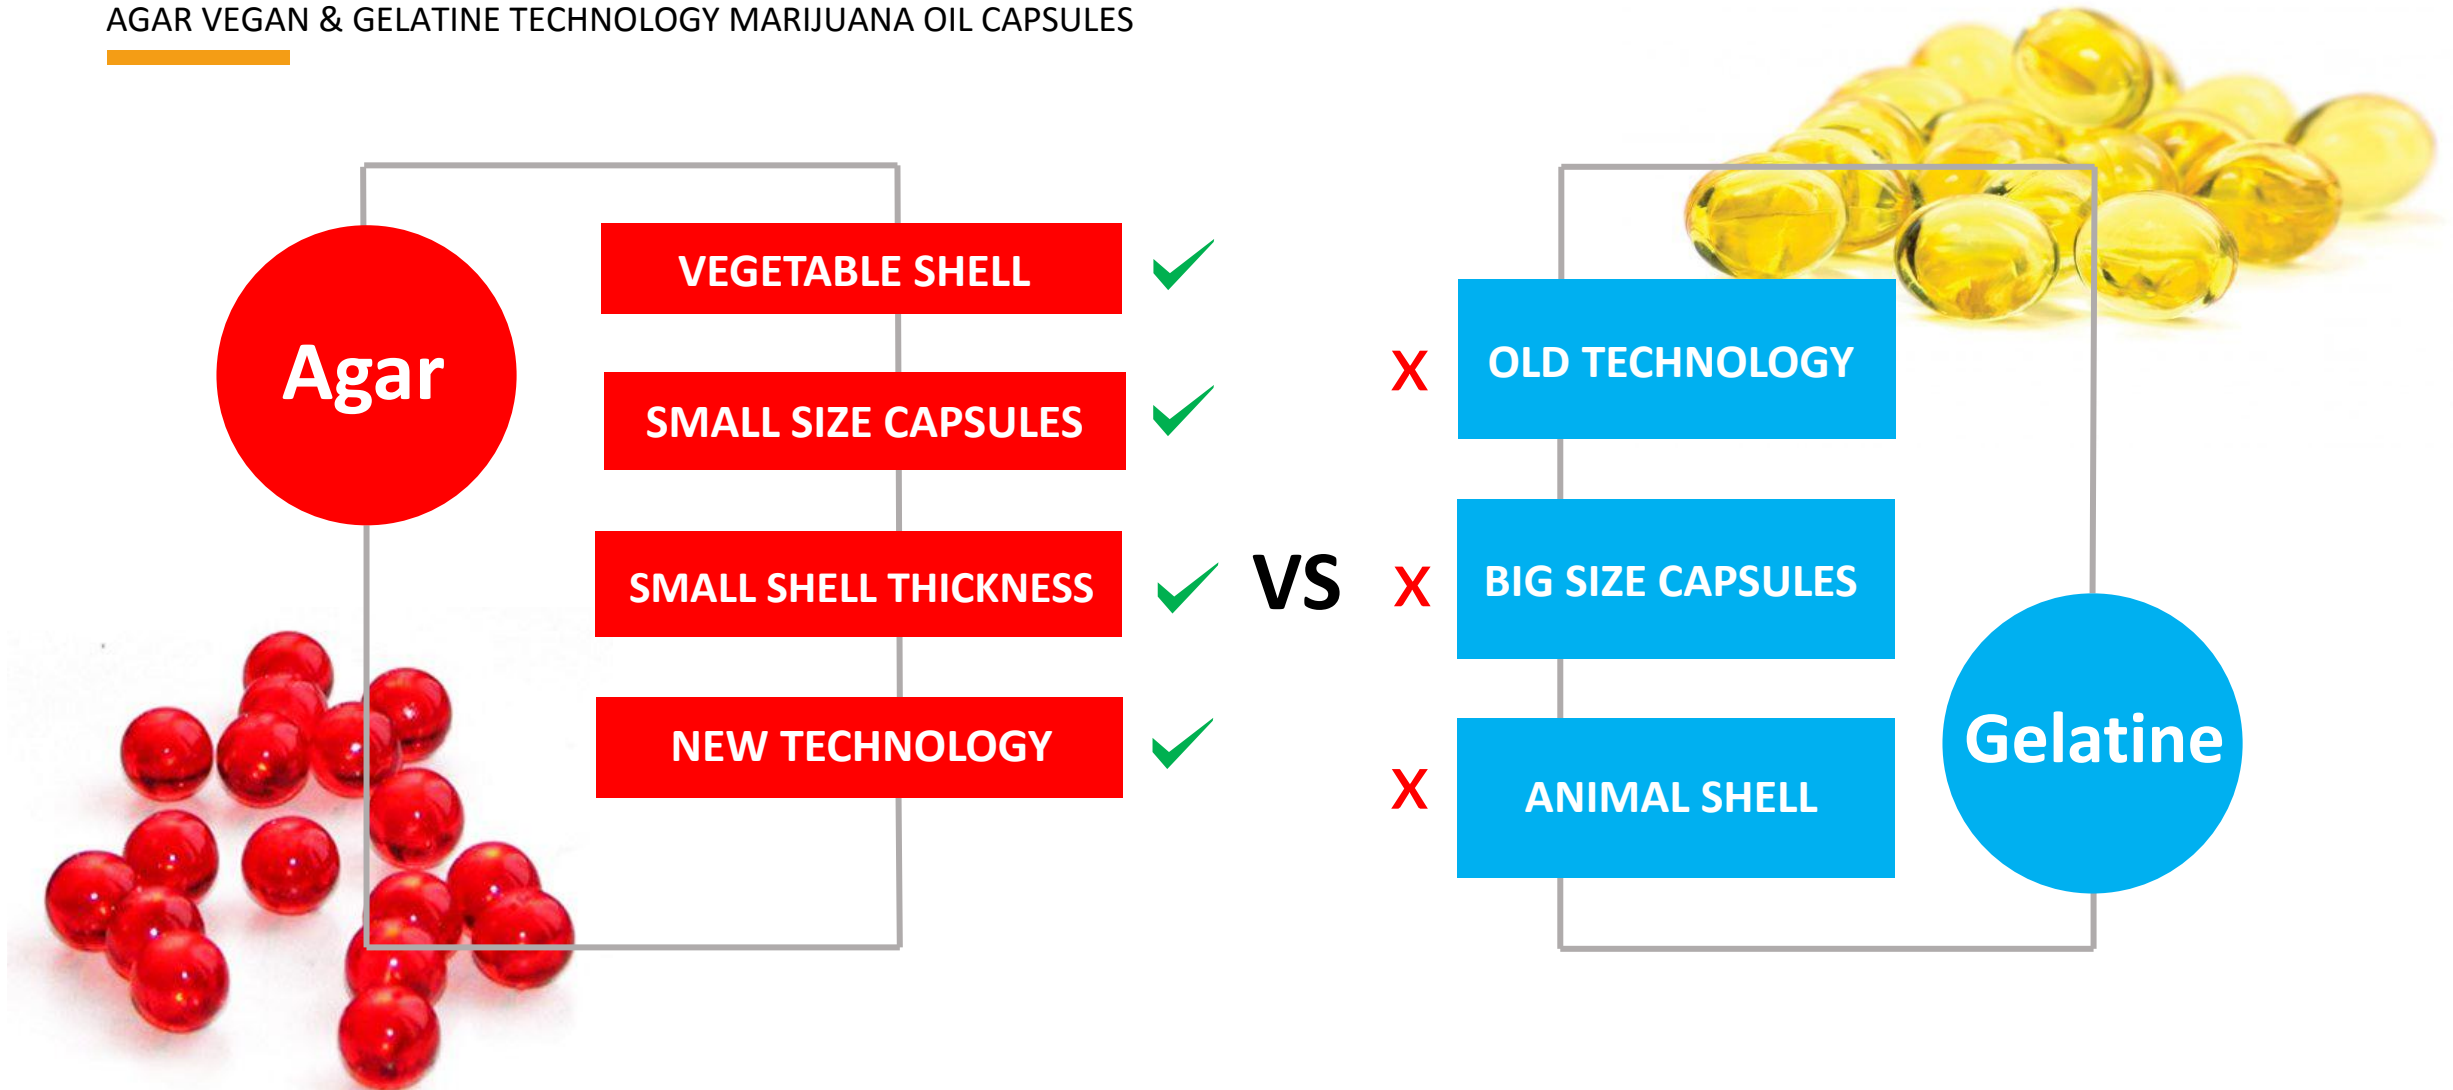 AGAR VEGAN & GELATINE TECHNOLOGY MARIJUANA OIL CAPSULES
Agar
VEGETABLE SHELL
SMALL SIZE CAPSULES
SMALL SHELL THICKNESS
NEW TECHNOLOGY
VS
X
OLD TECHNOLOGY
X
BIG SIZE CAPSULES
X
ANIMAL SHELL
Gelatine